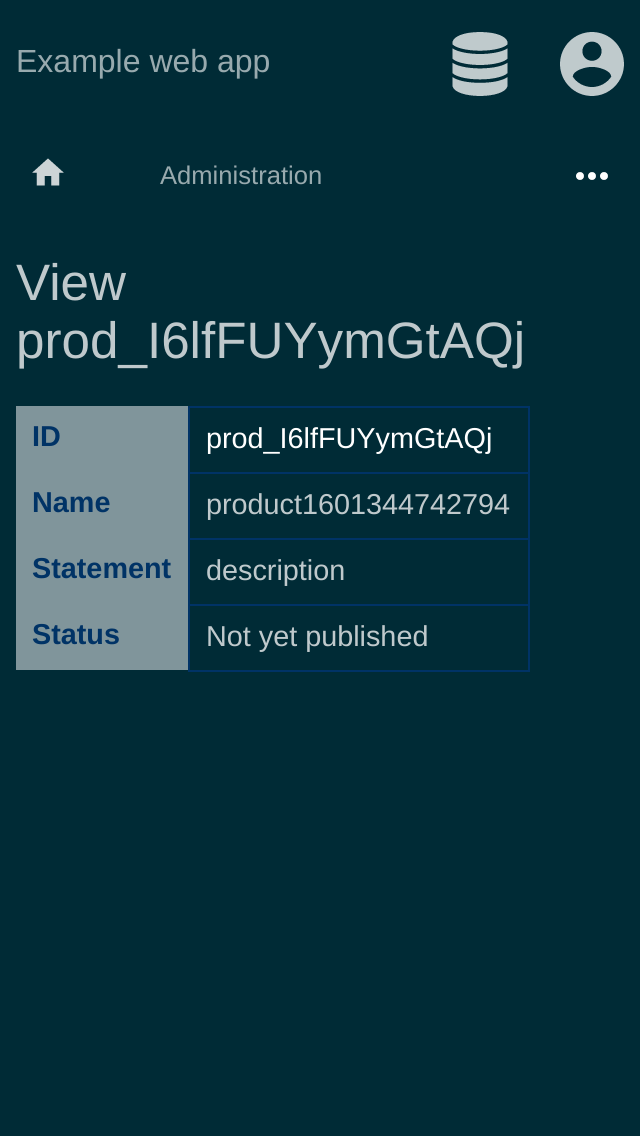 Example web app
Administration
View
prod_I6lfFUYymGtAQj
ID prod_I6lfFUYymGtAQj
Name product1601344742794
Statement description
Status Not yet published